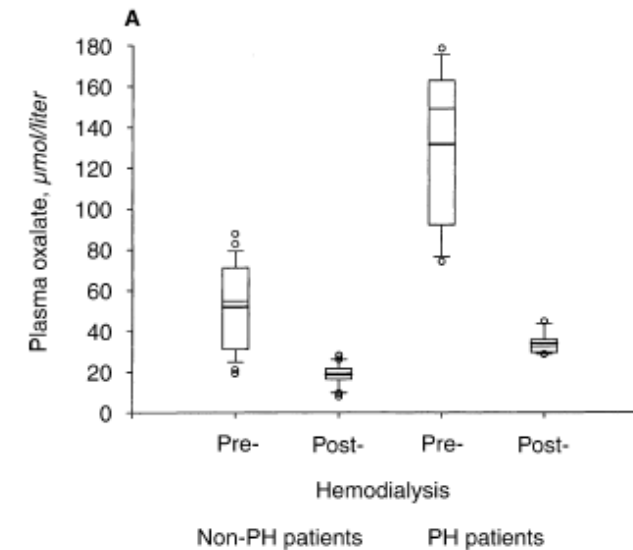 A
180
160
140
120
100
80
60
40
20
0
Plasma oxalate, μmol/liter
Pre- Post- Pre- Post-
Hemodialysis
Non-PH patients PH patients